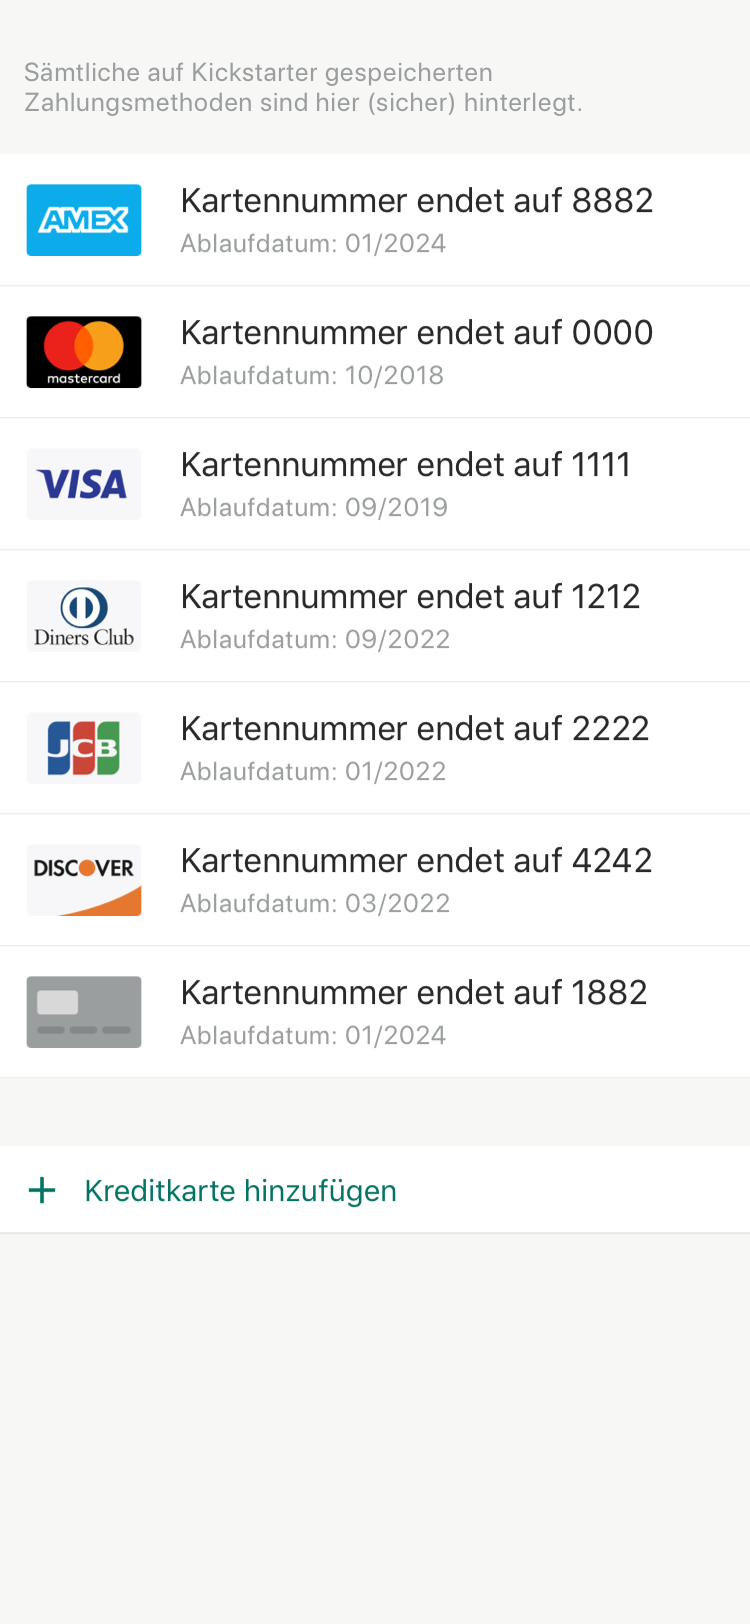 Sämtliche auf Kickstarter gespeicherten
Zahlungsmethoden sind hier (sicher) hinterlegt.
AMEX
Kartennummer endet auf 8882
Ablaufdatum: 01/2024
mastercard
Kartennummer endet auf 0000
Ablaufdatum: 10/2018
VISA
Kartennummer endet auf 1111
Ablaufdatum: 09/2019
Diners Club
Kartennummer endet auf 1212
Ablaufdatum: 09/2022
JCB
Kartennummer endet auf 2222
Ablaufdatum: 01/2022
DISCOVER
Kartennummer endet auf 4242
Ablaufdatum: 03/2022
Kartennummer endet auf 1882
Ablaufdatum: 01/2024
+ Kreditkarte hinzufügen